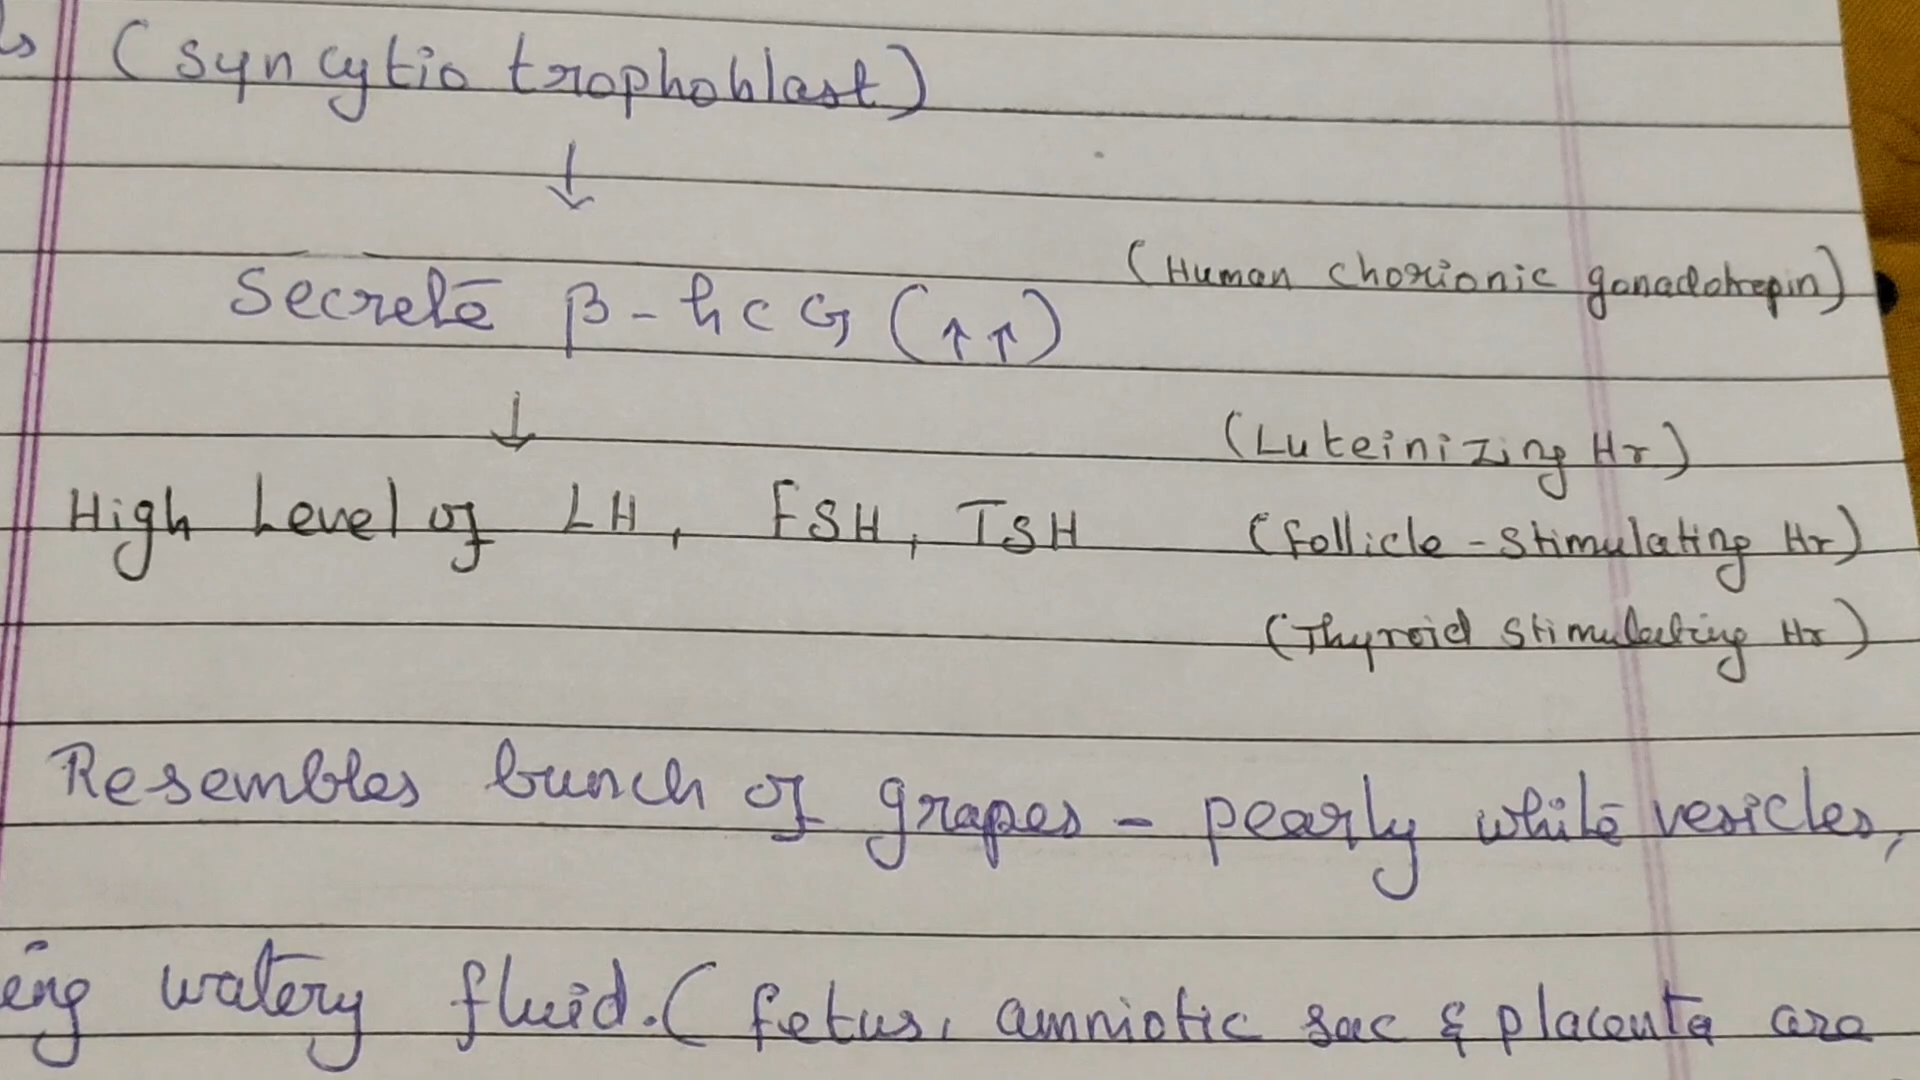 (syncytio trophoblast)
↓
(Human chorionic gonadotropin)
Secrete β-hCG (↑↑)
↓
(Luteinizing Hr)
High Level of LH, FSH, TSH (Follicle-stimulating Hr)
(Thyroid stimulating Hr)
Resembles bunch of grapes - pearly white vesicles,
watery fluid. (fetus, amniotic sac & placenta are